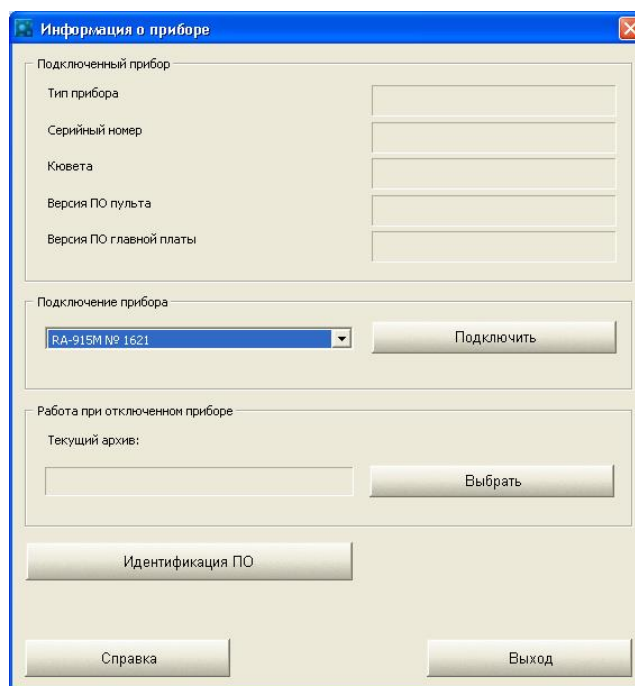 Информация о приборе
Подключенный прибор
Тип прибора
Серийный номер
Кювета
Версия ПО пульта
Версия ПО главной платы
Подключение прибора
RA-915M № 1621
Подключить
Работа при отключенном приборе
Текущий архив:
Выбрать
Идентификация ПО
Справка
Выход